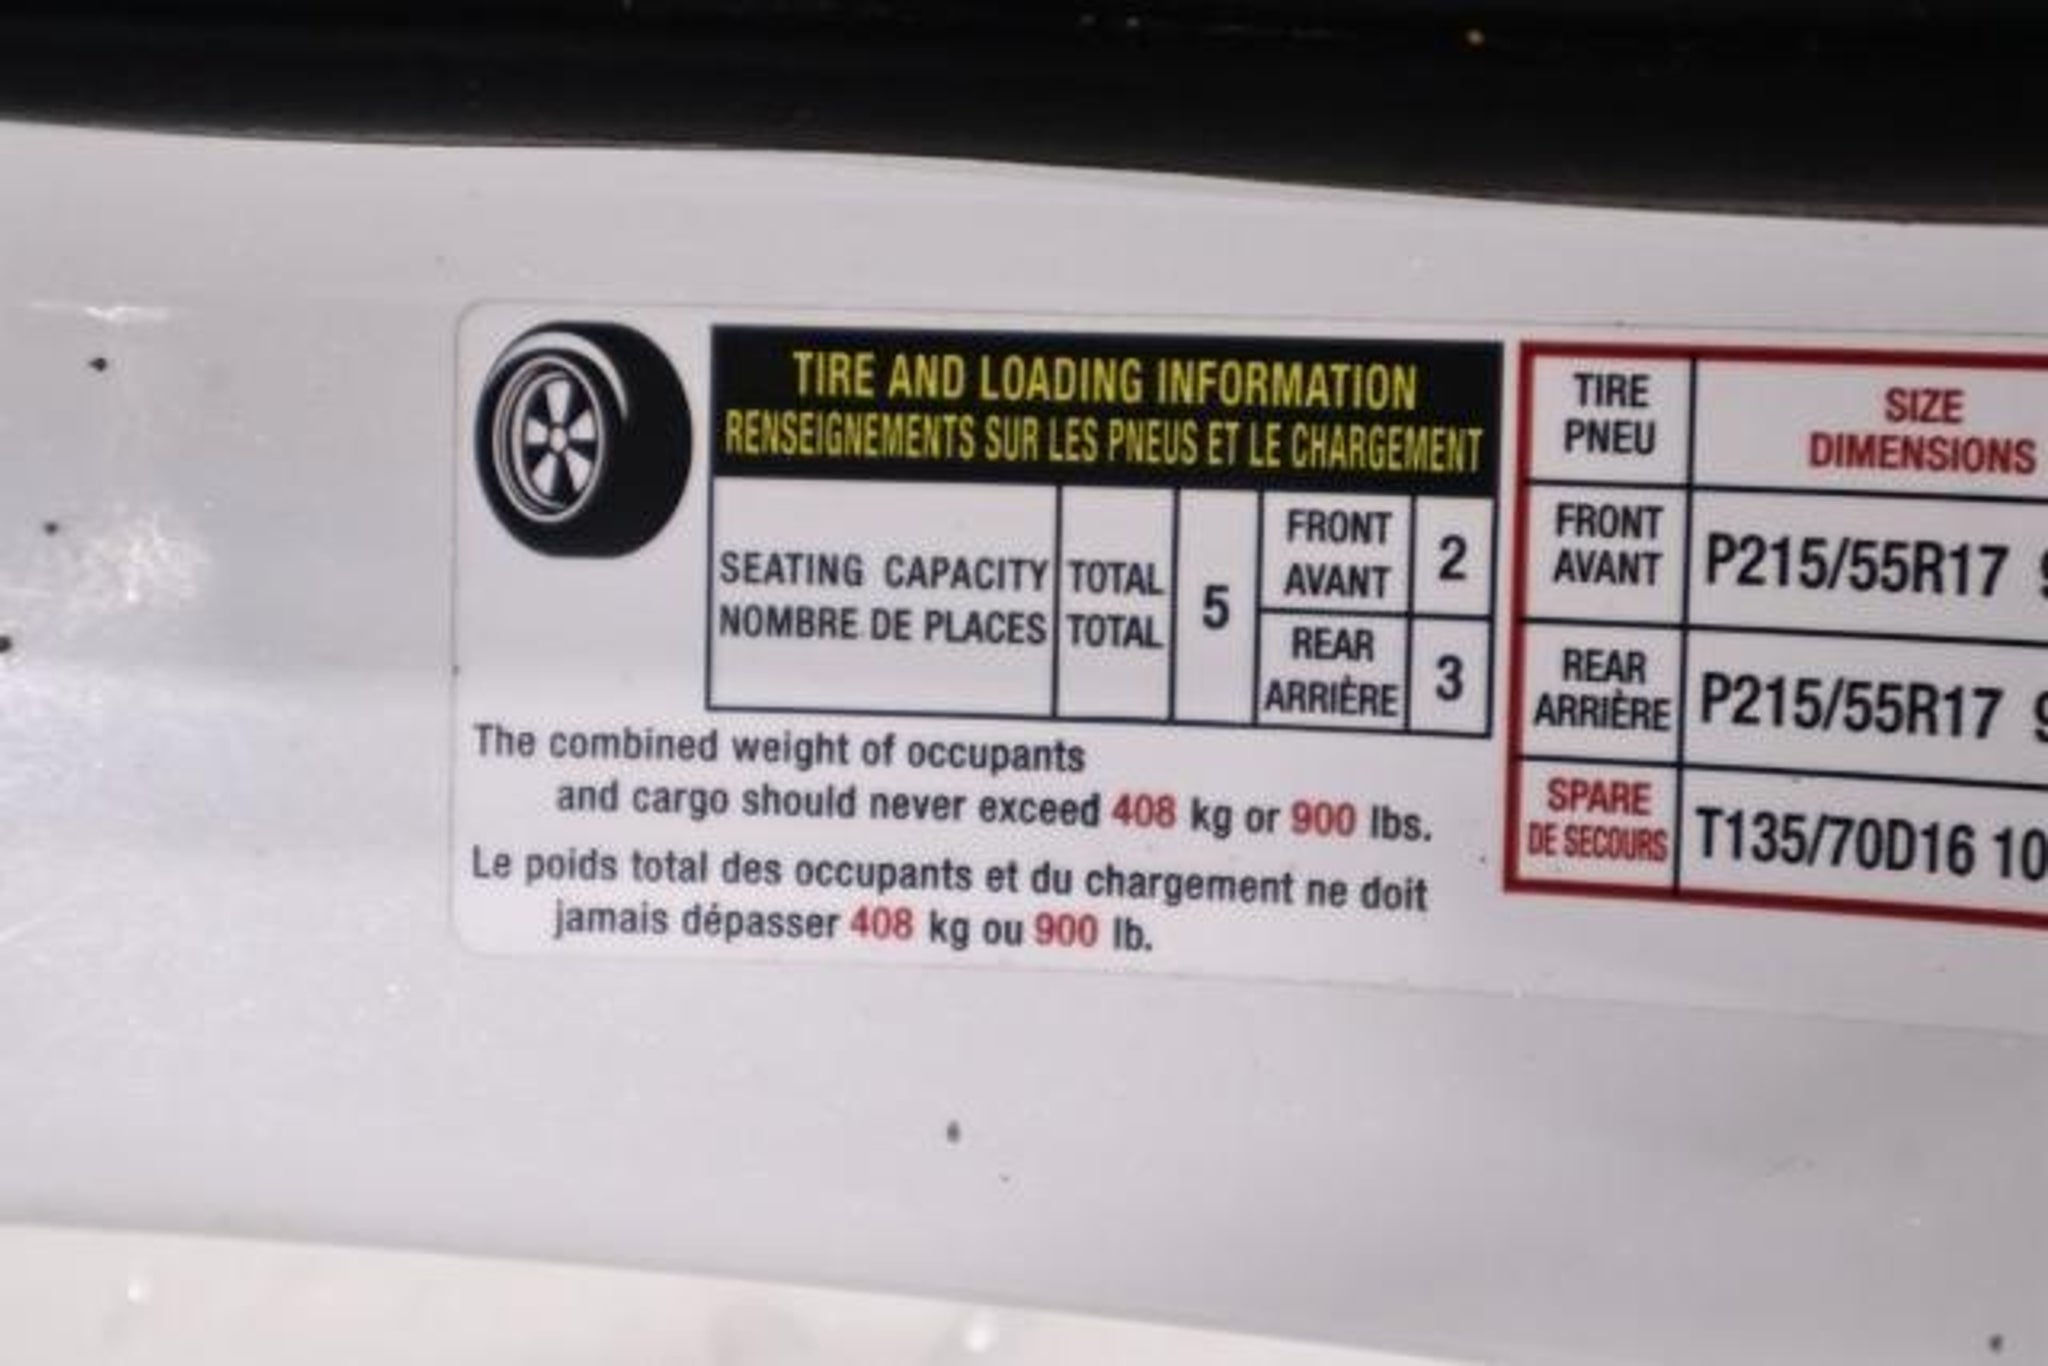 TIRE AND LOADING INFORMATION
RENSEIGNEMENTS SUR LES PNEUS ET LE CHARGEMENT
SEATING CAPACITY
NOMBRE DE PLACES
TOTAL
TOTAL
5
FRONT
AVANT
2
REAR
ARRIÈRE
3
The combined weight of occupants
and cargo should never exceed 408 kg or 900 lbs.
Le poids total des occupants et du chargement ne doit
jamais dépasser 408 kg ou 900 lb.
TIRE
PNEU
SIZE
DIMENSIONS
FRONT
AVANT
P215/55R17
REAR
ARRIÈRE
P215/55R17
SPARE
DE SECOURS
T135/70D16